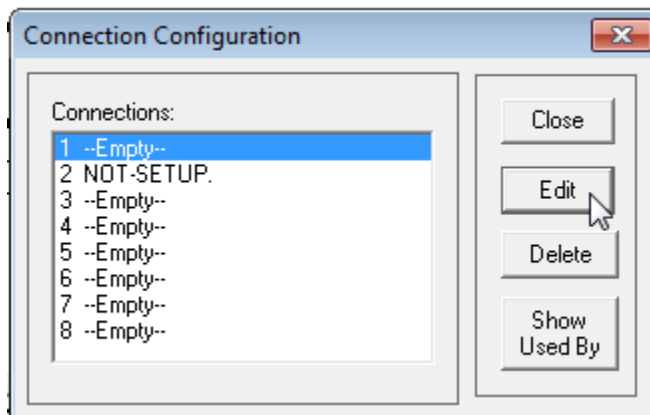 Connection Configuration
Connections:
1 --Empty--
2 NOT-SETUP.
3 --Empty--
4 --Empty--
5 --Empty--
6 --Empty--
7 --Empty--
8 --Empty--
Close
Edit
Delete
Show
Used By